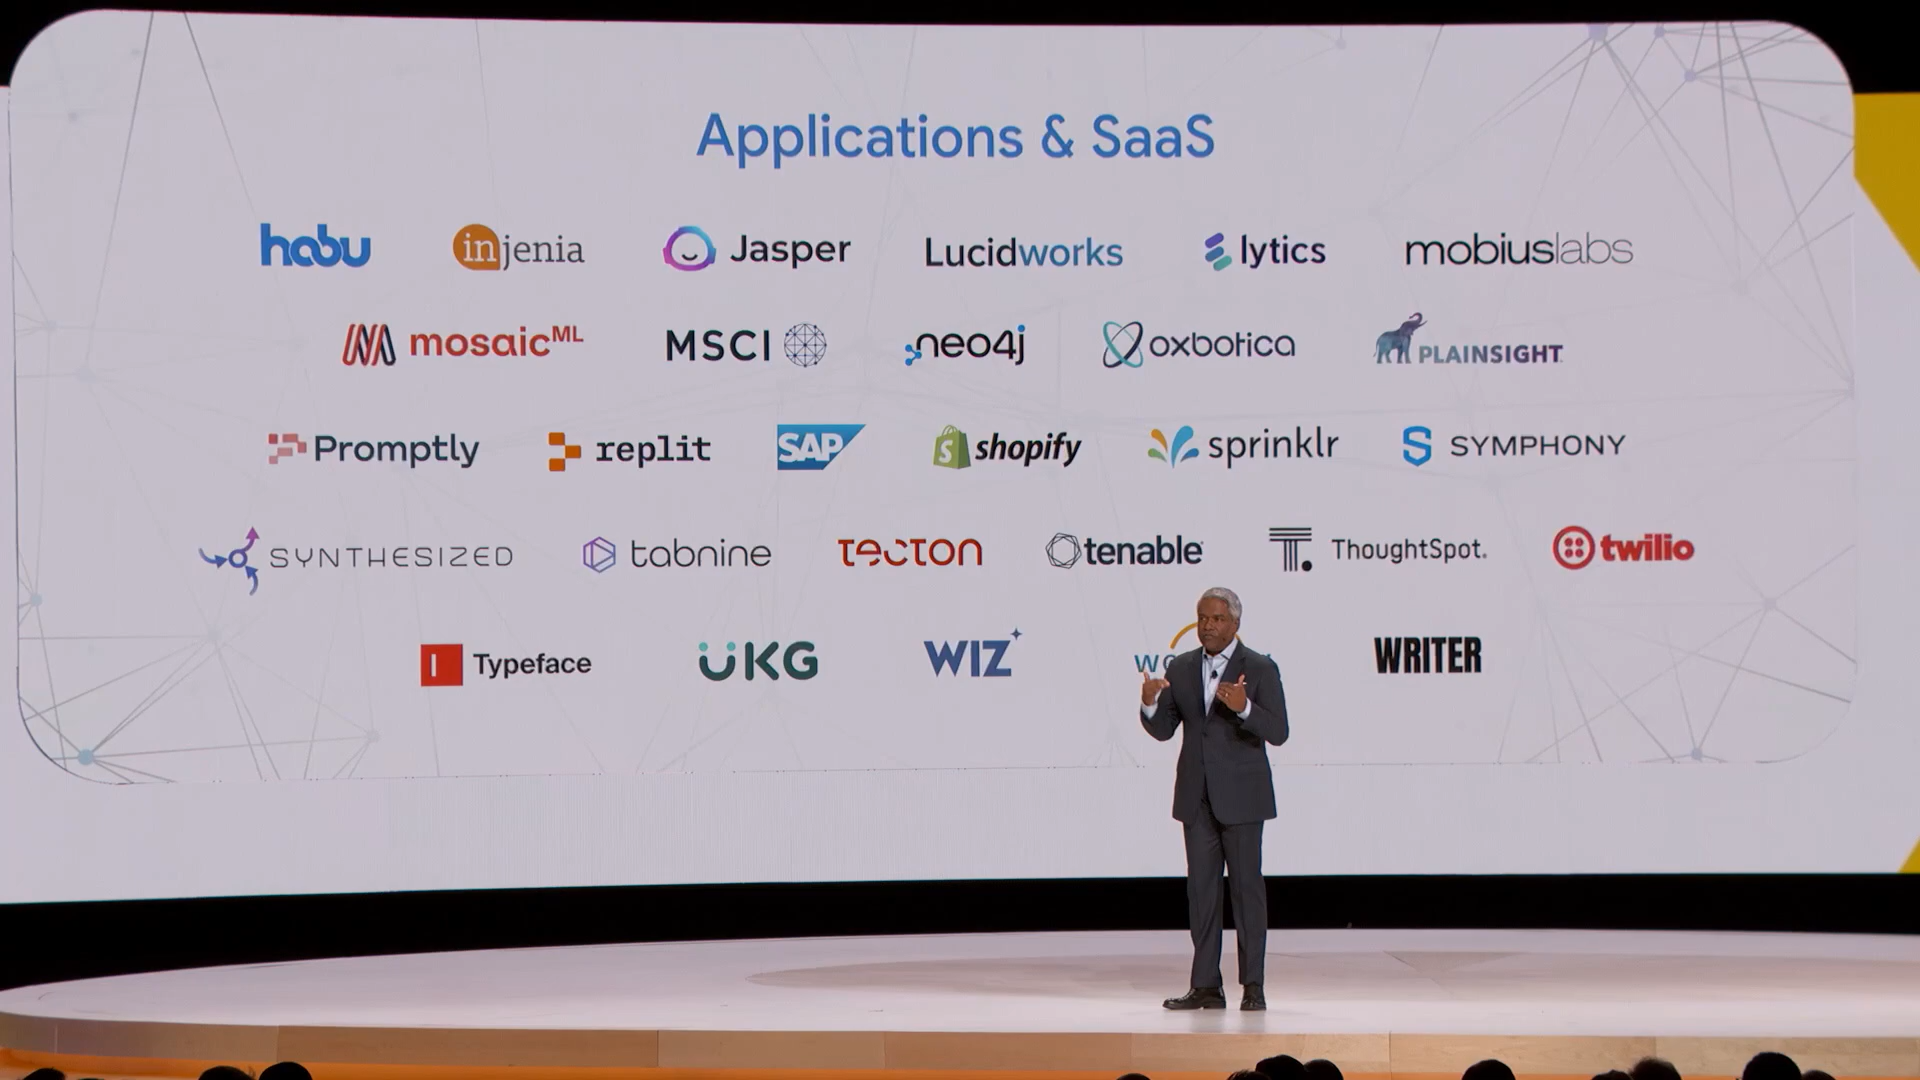 Applications & SaaS
habu injenia Jasper Lucidworks lytics mobiuslabs
mosaicML MSCI neo4j oxbotica PLAINSIGHT
Promptly replit SAP shopify sprinklr SYMPHONY
SYNTHESIZED tabnine tecton tenable ThoughtSpot. twilio
Typeface UKG WIZ WRITER